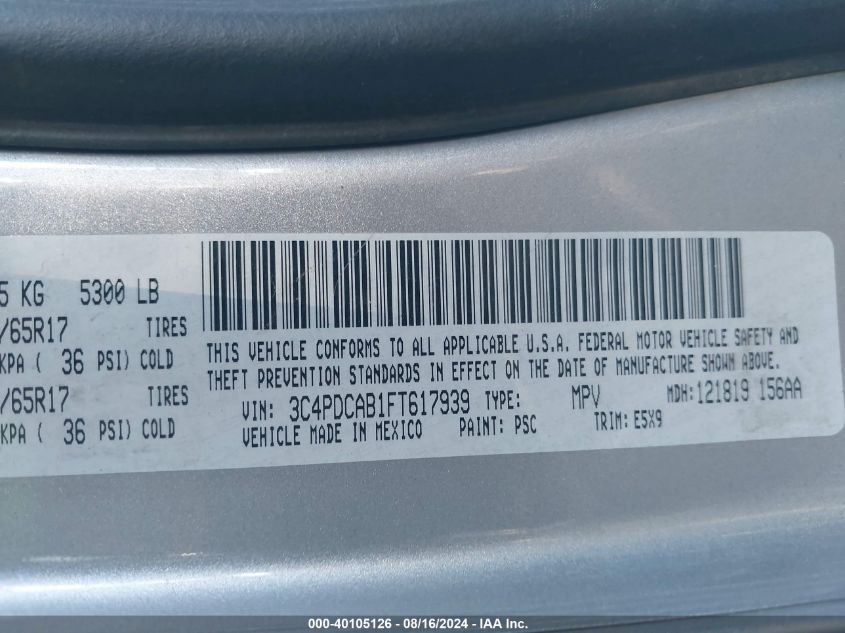 5 KG 5300 LB
/65R17 TIRES
KPA ( 36 PSI) COLD
/65R17 TIRES
KPA ( 36 PSI) COLD
THIS VEHICLE CONFORMS TO ALL APPLICABLE U.S.A. FEDERAL MOTOR VEHICLE SAFETY AND
THEFT PREVENTION STANDARDS IN EFFECT ON THE DATE OF MANUFACTURE SHOWN ABOVE.
VIN: 3C4PDCAB1FT617939 TYPE: MPV MDH:121819 156AA
VEHICLE MADE IN MEXICO PAINT: PSC TRIM: E5X9
000-40105126 - 08/16/2024 - IAA Inc.